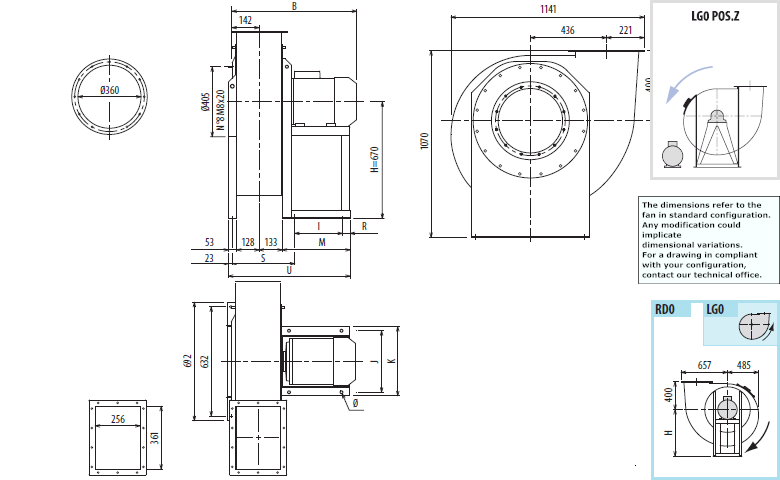 B
142
Ø360
Ø405
N°8 M8x20
H=670
I
R
53
128
133
M
23
S
U
1141
436
221
1070
400
LG0 POS.Z
The dimensions refer to the
fan in standard configuration.
Any modification could
implicate
dimensional variations.
For a drawing in compliant
with your configuration,
contact our technical office.
692
632
J
K
Ø
256
361
RD0
LG0
657
485
400
H